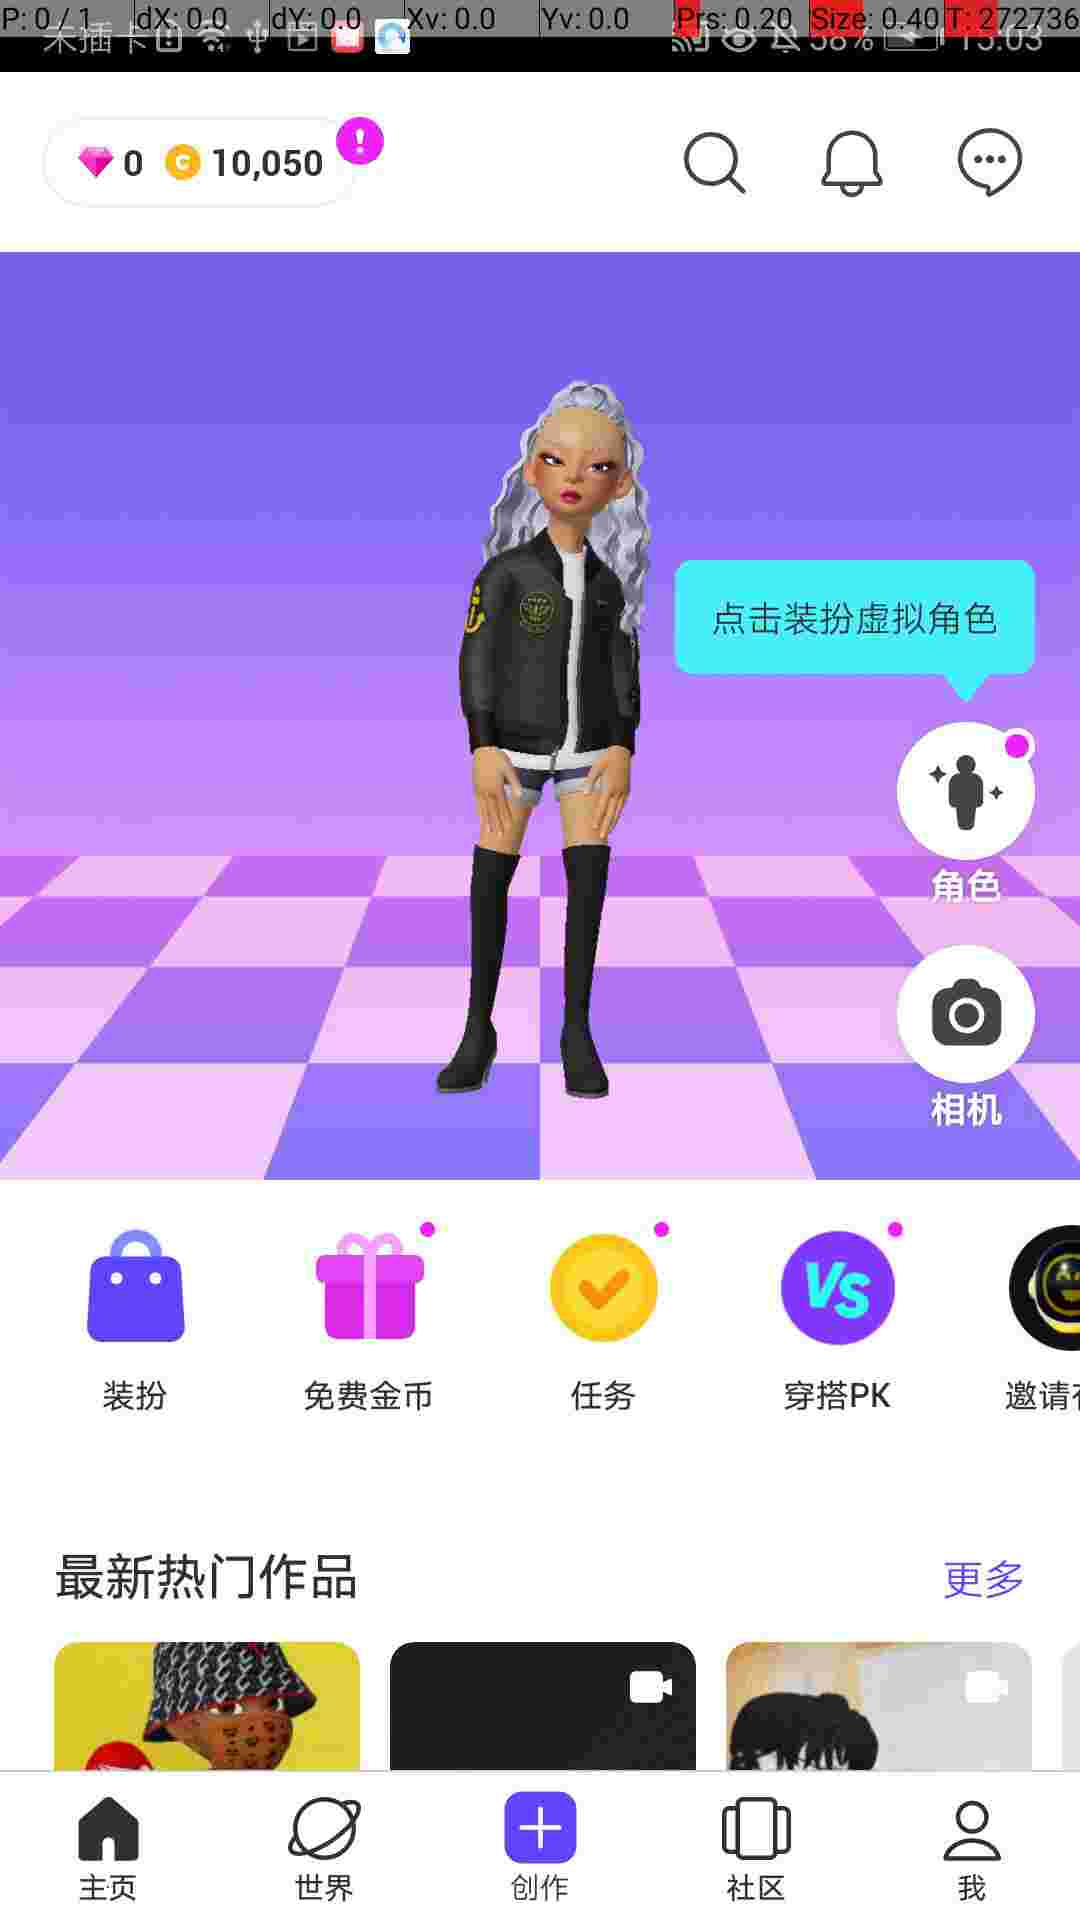 P: 0 / 1 dX: 0.0 dY: 0.0 Xv: 0.0 Yv: 0.0 Prs: 0.20 Size: 0.40 T: 272736
未插卡 58% 15:03
0 10,050
点击装扮虚拟角色
角色
相机
装扮 免费金币 任务 穿搭PK 邀请
最新热门作品 更多
主页 世界 创作 社区 我